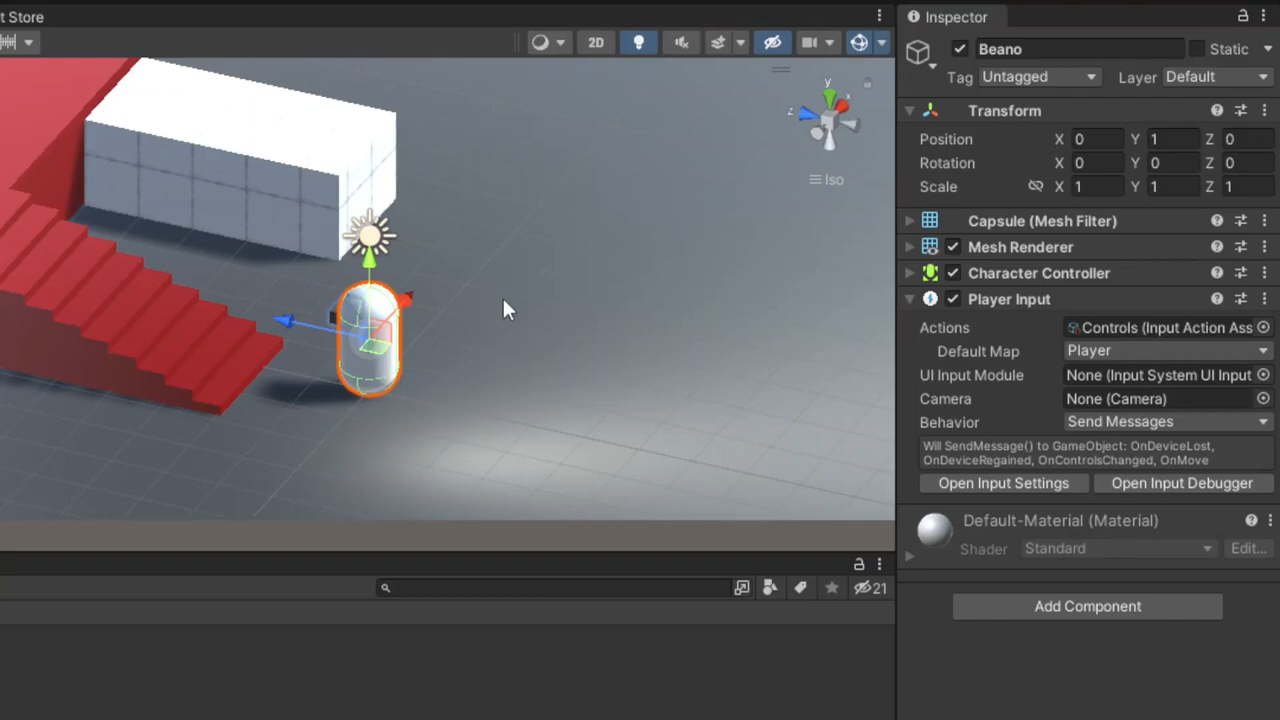 t Store
Inspector
2D
Beano
Static
Tag Untagged Layer Default
y
x
z
Iso
Transform
Position X 0 Y 1 Z 0
Rotation X 0 Y 0 Z 0
Scale X 1 Y 1 Z 1
Capsule (Mesh Filter)
Mesh Renderer
Character Controller
Player Input
Actions Controls (Input Action Ass
Default Map Player
UI Input Module None (Input System UI Input
Camera None (Camera)
Behavior Send Messages
Will SendMessage() to GameObject: OnDeviceLost,
OnDeviceRegained, OnControlsChanged, OnMove
Open Input Settings Open Input Debugger
Default-Material (Material)
Shader Standard Edit...
21
Add Component